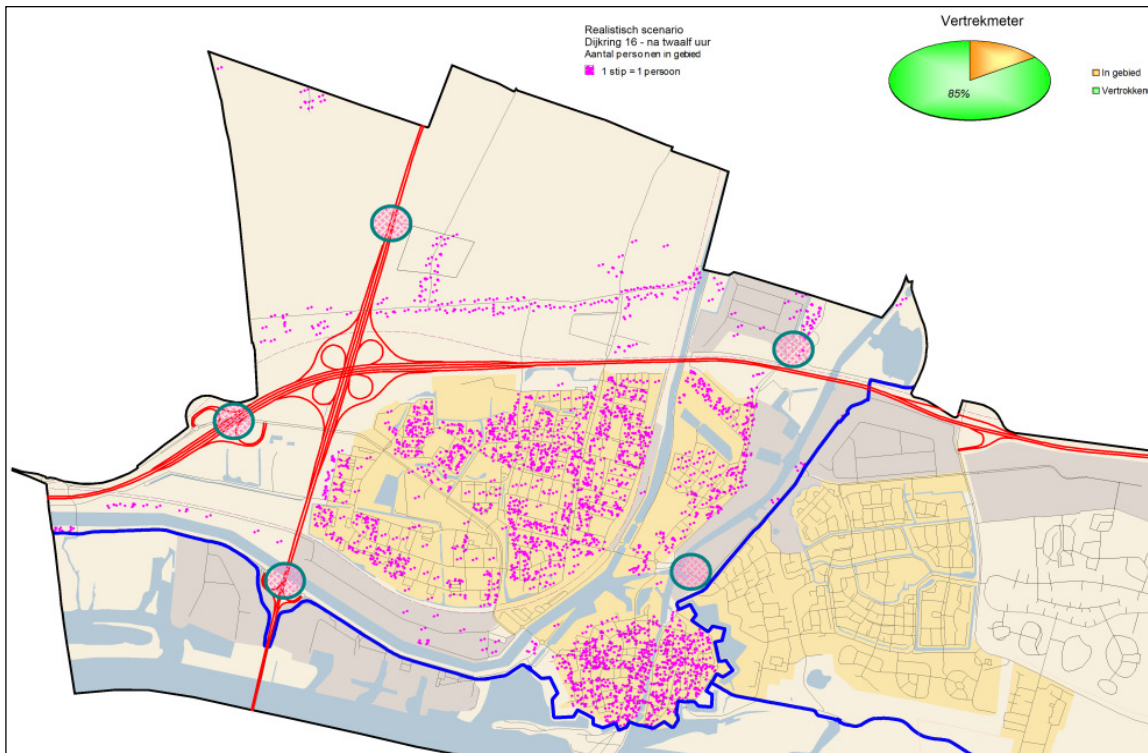 Realistisch scenario
Dijkring 16 - na twaalf uur
Aantal personen in gebied
1 stip = 1 persoon
Vertrekmeter
85%
In gebied
Vertrokken